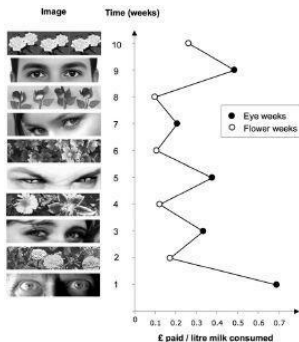 Image
Time (weeks)
10
9
8
7
6
5
4
3
2
1
Eye weeks
Flower weeks
0
0.1 0.2 0.3 0.4 0.5 0.6 0.7
£ paid / litre milk consumed